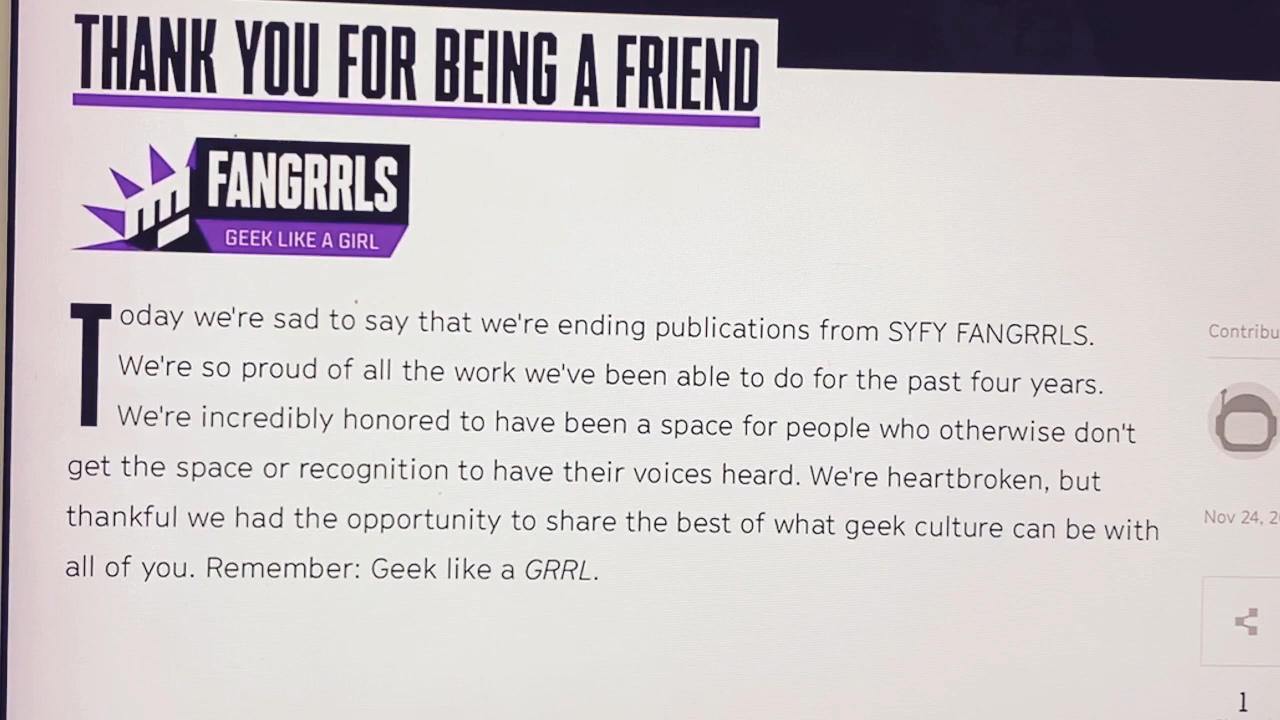 THANK YOU FOR BEING A FRIEND
FANGRRLS
GEEK LIKE A GIRL
Today we're sad to say that we're ending publications from SYFY FANGRRLS.
We're so proud of all the work we've been able to do for the past four years.
We're incredibly honored to have been a space for people who otherwise don't
get the space or recognition to have their voices heard. We're heartbroken, but
thankful we had the opportunity to share the best of what geek culture can be with
all of you. Remember: Geek like a GRRL.
Contribu
Nov 24, 2
1